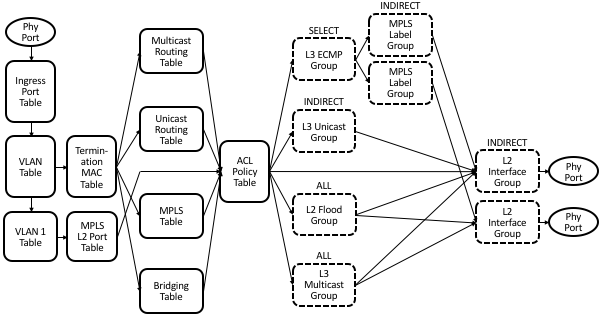 Phy
Port
Ingress
Port
Table
VLAN
Table
VLAN 1
Table
Termin-
ation
MAC
Table
MPLS
L2 Port
Table
Multicast
Routing
Table
Unicast
Routing
Table
MPLS
Table
Bridging
Table
ACL
Policy
Table
SELECT
L3 ECMP
Group
INDIRECT
L3 Unicast
Group
ALL
L2 Flood
Group
ALL
L3
Multicast
Group
INDIRECT
MPLS
Label
Group
MPLS
Label
Group
INDIRECT
L2
Interface
Group
L2
Interface
Group
Phy
Port
Phy
Port